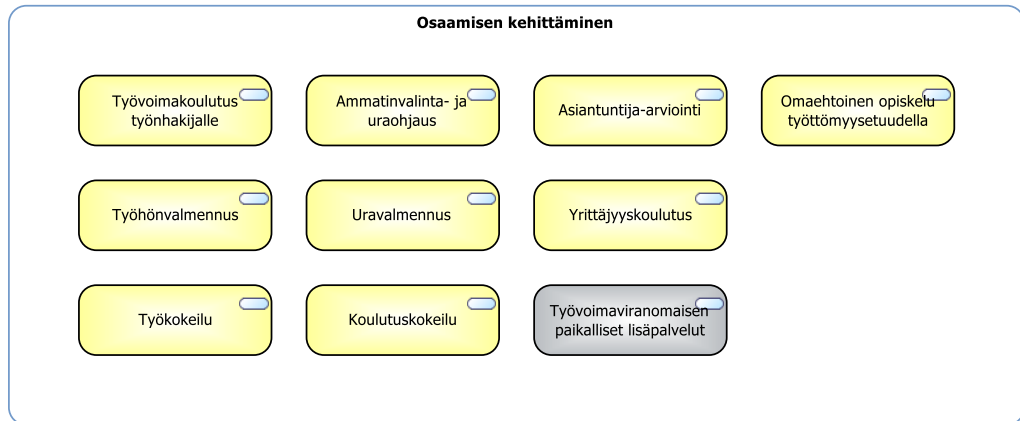 Osaamisen kehittäminen
Työvoimakoulutus
työnhakijalle
Ammatinvalinta- ja
uraohjaus
Asiantuntija-arviointi
Omaehtoinen opiskelu
työttömyysetuudella
Työhönvalmennus
Uravalmennus
Yrittäjyyskoulutus
Työkokeilu
Koulutuskokeilu
Työvoimaviranomaisen
paikalliset lisäpalvelut